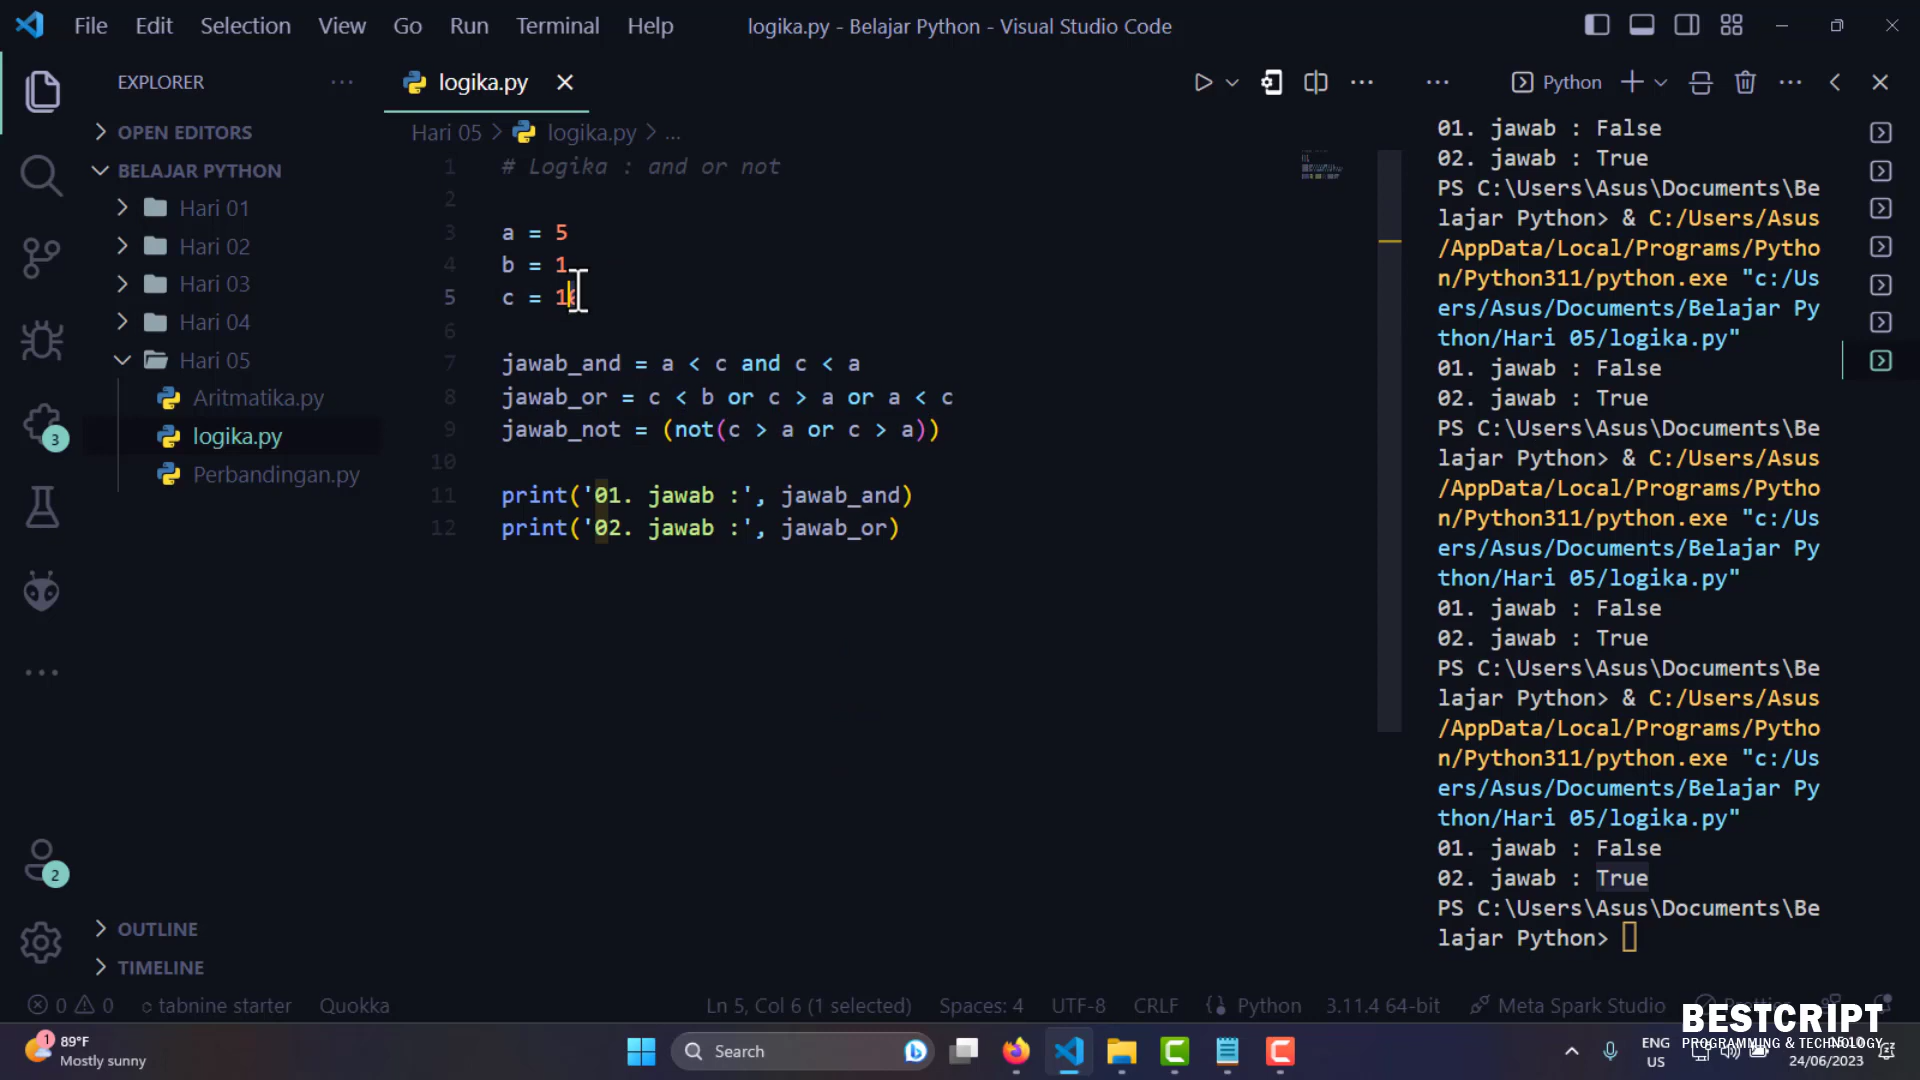 File Edit Selection View Go Run Terminal Help
logika.py - Belajar Python - Visual Studio Code
EXPLORER
OPEN EDITORS
BELAJAR PYTHON
Hari 01
Hari 02
Hari 03
Hari 04
Hari 05
Aritmatika.py
logika.py
Perbandingan.py
3
2
OUTLINE
TIMELINE
logika.py
Hari 05 > logika.py > ...
1 # Logika : and or not
2
3 a = 5
4 b = 1
5 c = 1
6
7 jawab_and = a < c and c < a
8 jawab_or = c < b or c > a or a < c
9 jawab_not = (not(c > a or c > a))
10
11 print('01. jawab :', jawab_and)
12 print('02. jawab :', jawab_or)
Python
01. jawab : False
02. jawab : True
PS C:\Users\Asus\Documents\Be
lajar Python> & C:/Users/Asus
/AppData/Local/Programs/Pytho
n/Python311/python.exe "c:/Us
ers/Asus/Documents/Belajar Py
thon/Hari 05/logika.py"
01. jawab : False
02. jawab : True
PS C:\Users\Asus\Documents\Be
lajar Python> & C:/Users/Asus
/AppData/Local/Programs/Pytho
n/Python311/python.exe "c:/Us
ers/Asus/Documents/Belajar Py
thon/Hari 05/logika.py"
01. jawab : False
02. jawab : True
PS C:\Users\Asus\Documents\Be
lajar Python> & C:/Users/Asus
/AppData/Local/Programs/Pytho
n/Python311/python.exe "c:/Us
ers/Asus/Documents/Belajar Py
thon/Hari 05/logika.py"
01. jawab : False
02. jawab : True
PS C:\Users\Asus\Documents\Be
lajar Python>
0 0 tabnine starter Quokka Ln 5, Col 6 (1 selected) Spaces: 4 UTF-8 CRLF Python 3.11.4 64-bit Meta Spark Studio
BESTCRIPT
PROGRAMMING & TECHNOLOGY
1 89°F
Mostly sunny
Search
ENG
US
24/06/2023